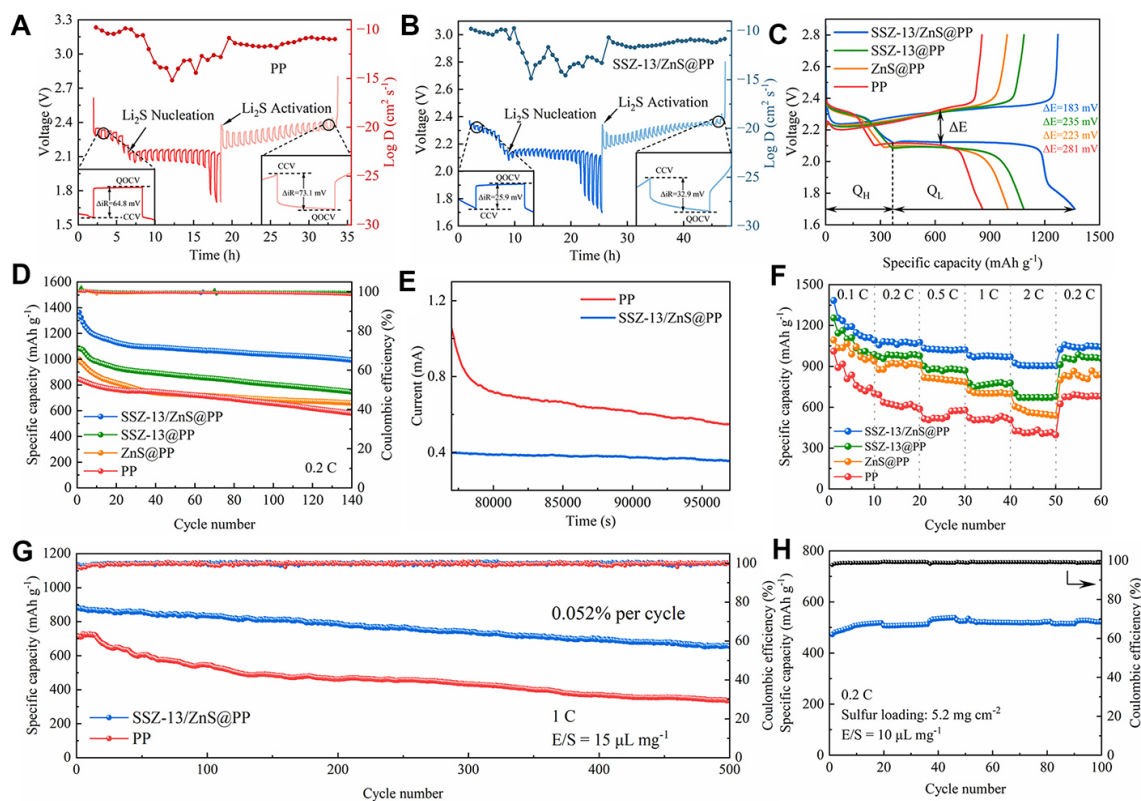 A
3.3
3.0
2.7
2.4
2.1
1.8
1.5
Voltage (V)
0 5 10 15 20 25 30 35
Time (h)
-10
-15
-20
-25
-30
Log D (cm² s⁻¹)
PP
Li₂S Nucleation
Li₂S Activation
QOCV
ΔiR=64.8 mV
CCV
CCV
ΔiR=73.1 mV
QOCV
B
3.2
3.0
2.8
2.6
2.4
2.2
2.0
1.8
1.6
Voltage (V)
0 10 20 30 40
Time (h)
-10
-15
-20
-25
-30
Log D (cm² s⁻¹)
SSZ-13/ZnS@PP
Li₂S Nucleation
Li₂S Activation
QOCV
ΔiR=25.9 mV
CCV
CCV
ΔiR=32.9 mV
QOCV
C
2.8
2.6
2.4
2.2
2.0
1.8
1.6
Voltage (V)
0 300 600 900 1200 1500
Specific capacity (mAh g⁻¹)
SSZ-13/ZnS@PP
SSZ-13@PP
ZnS@PP
PP
ΔE=183 mV
ΔE=235 mV
ΔE=223 mV
ΔE=281 mV
ΔE
Q_H
Q_L
D
1600
1400
1200
1000
800
600
400
200
0
Specific capacity (mAh g⁻¹)
0 20 40 60 80 100 120 140
Cycle number
100
80
60
40
20
0
Coulombic efficiency (%)
SSZ-13/ZnS@PP
SSZ-13@PP
ZnS@PP
PP
0.2 C
E
1.2
0.8
0.4
Current (mA)
80000 85000 90000 95000
Time (s)
PP
SSZ-13/ZnS@PP
F
1500
1200
900
600
300
0
Specific capacity (mAh g⁻¹)
0 10 20 30 40 50 60
Cycle number
0.1 C 0.2 C 0.5 C 1 C 2 C 0.2 C
SSZ-13/ZnS@PP
SSZ-13@PP
ZnS@PP
PP
G
1200
1000
800
600
400
200
0
Specific capacity (mAh g⁻¹)
0 100 200 300 400 500
Cycle number
100
80
60
40
20
0
Coulombic efficiency (%)
0.052% per cycle
SSZ-13/ZnS@PP
PP
1 C
E/S = 15 μL mg⁻¹
H
800
600
400
200
0
Specific capacity (mAh g⁻¹)
0 20 40 60 80 100
Cycle number
100
80
60
40
20
0
Coulombic efficiency (%)
0.2 C
Sulfur loading: 5.2 mg cm⁻²
E/S = 10 μL mg⁻¹